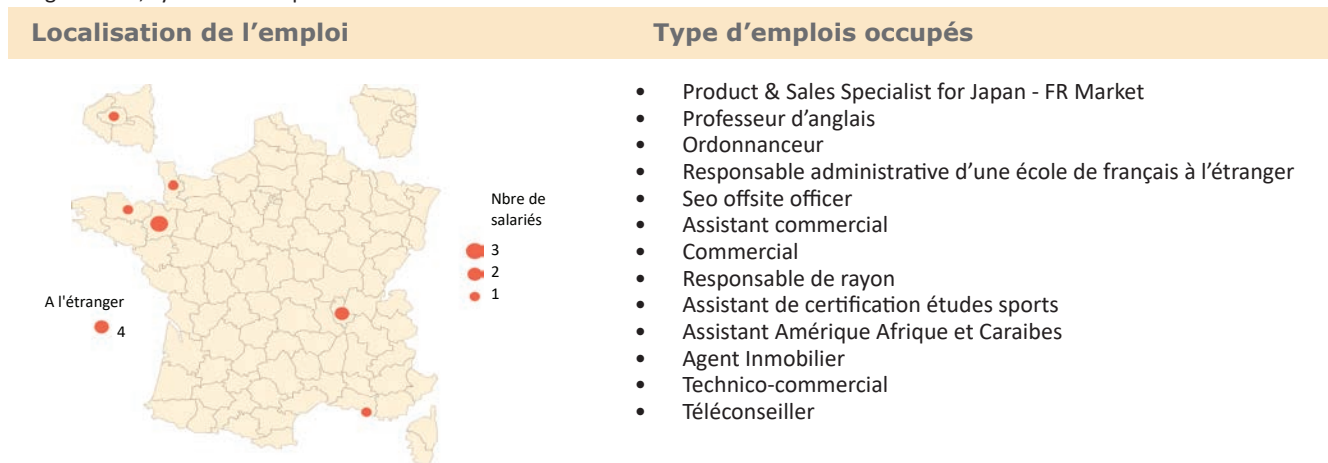 Localisation de l’emploi
Type d’emplois occupés
Nbre de
salariés
3
2
1
A l'étranger
4
• Product & Sales Specialist for Japan - FR Market
• Professeur d’anglais
• Ordonnanceur
• Responsable administrative d’une école de français à l’étranger
• Seo offsite officer
• Assistant commercial
• Commercial
• Responsable de rayon
• Assistant de certification études sports
• Assistant Amérique Afrique et Caraibes
• Agent Inmobilier
• Technico-commercial
• Téléconseiller